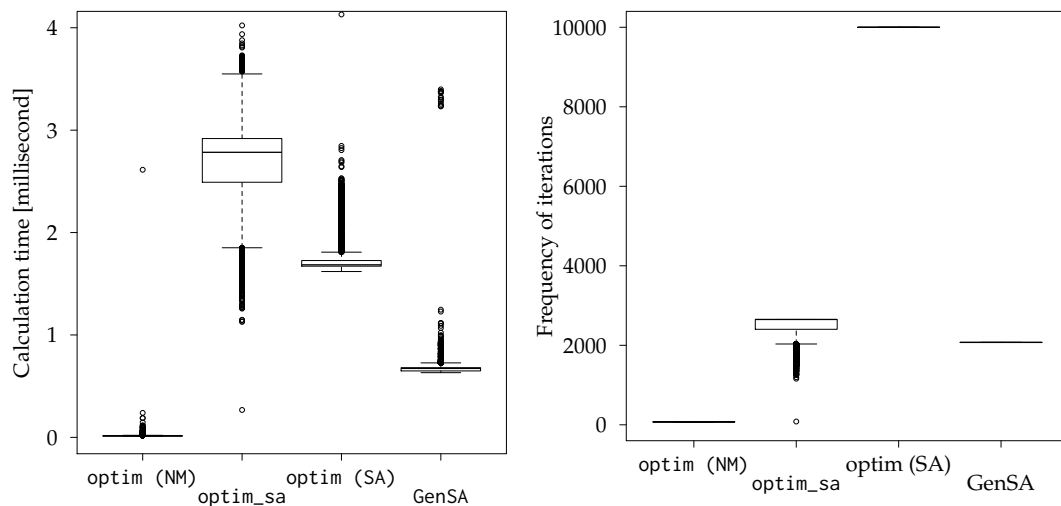 Calculation time [millisecond]
4
3
2
1
0
optim (NM)
optim_sa
optim (SA)
GenSA
Frequency of iterations
10000
8000
6000
4000
2000
0
optim (NM)
optim_sa
optim (SA)
GenSA